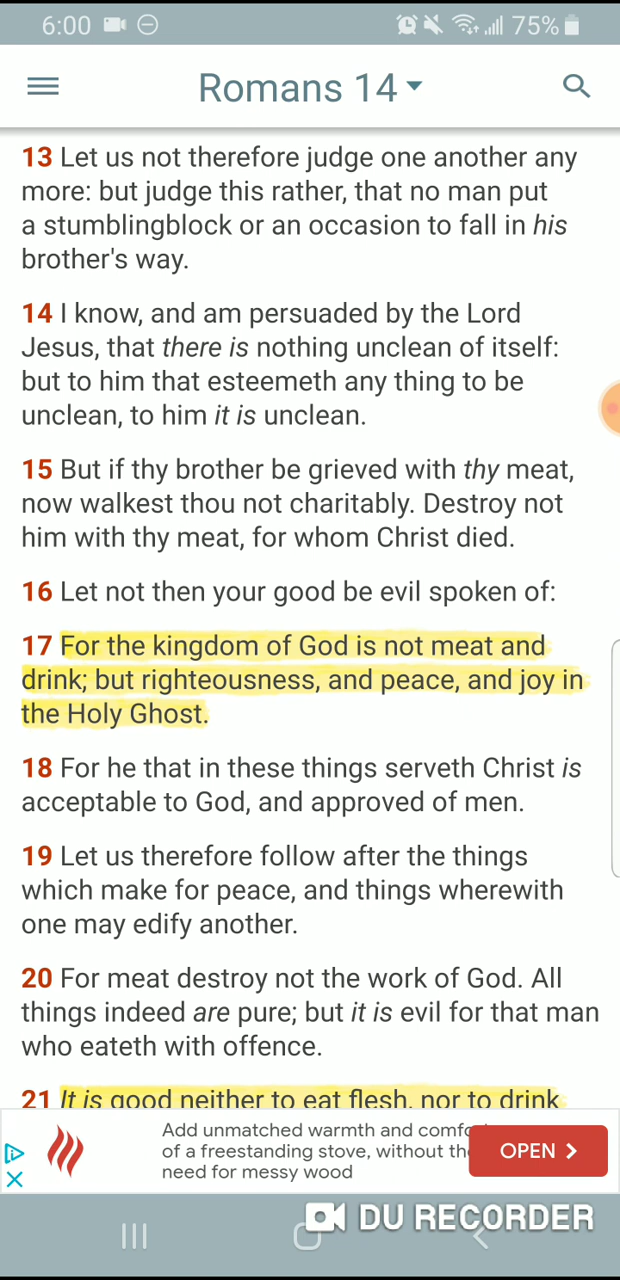 6:00 75%
Romans 14
13 Let us not therefore judge one another any
more: but judge this rather, that no man put
a stumblingblock or an occasion to fall in his
brother's way.
14 I know, and am persuaded by the Lord
Jesus, that there is nothing unclean of itself:
but to him that esteemeth any thing to be
unclean, to him it is unclean.
15 But if thy brother be grieved with thy meat,
now walkest thou not charitably. Destroy not
him with thy meat, for whom Christ died.
16 Let not then your good be evil spoken of:
17 For the kingdom of God is not meat and
drink; but righteousness, and peace, and joy in
the Holy Ghost.
18 For he that in these things serveth Christ is
acceptable to God, and approved of men.
19 Let us therefore follow after the things
which make for peace, and things wherewith
one may edify another.
20 For meat destroy not the work of God. All
things indeed are pure; but it is evil for that man
who eateth with offence.
21 It is good neither to eat flesh, nor to drink
Add unmatched warmth and
of a freestanding stove, without
need for messy wood
OPEN
DU RECORDER